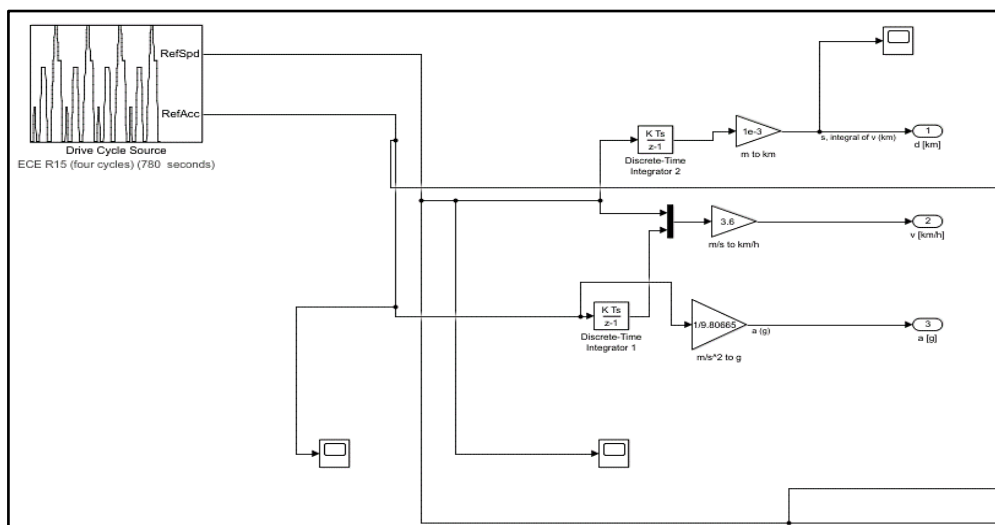 RefSpd
RefAcc
Drive Cycle Source
ECE R15 (four cycles) (780 seconds)
K Ts
z-1
Discrete-Time
Integrator 2
1e-3
m to km
s, integral of v (km)
1
d [km]
3.6
m/s to km/h
2
v [km/h]
K Ts
z-1
Discrete-Time
Integrator 1
1/9.80665
m/s^2 to g
a (g)
3
a [g]